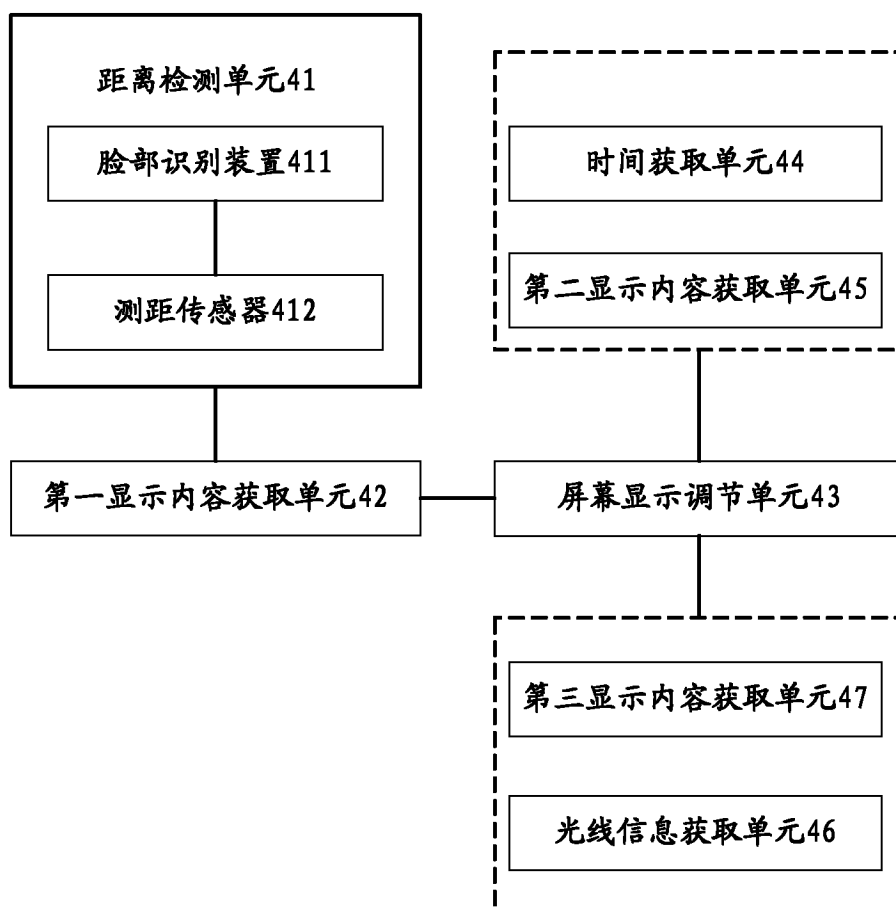 距离检测单元41
脸部识别装置411
测距传感器412
第一显示内容获取单元42
时间获取单元44
第二显示内容获取单元45
屏幕显示调节单元43
第三显示内容获取单元47
光线信息获取单元46